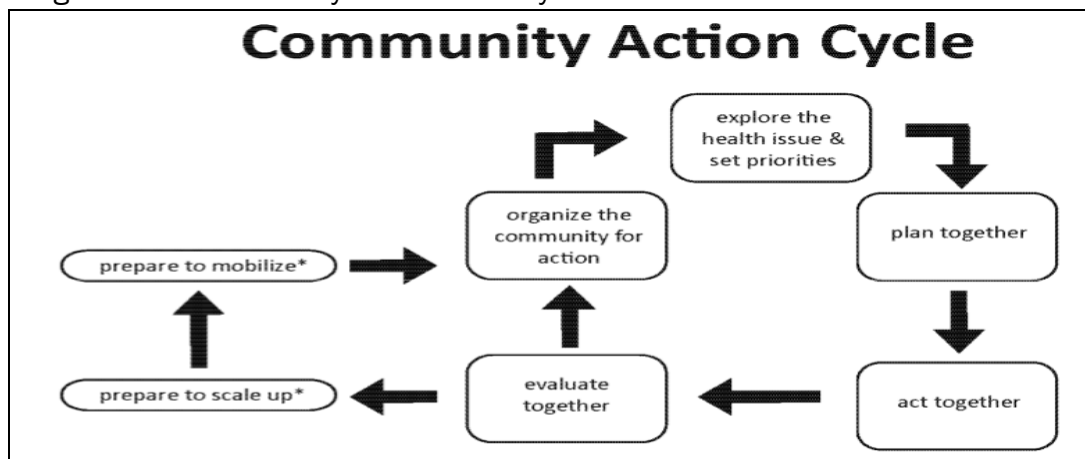 Community Action Cycle
explore the
health issue &
set priorities
organize the
community for
action
plan together
prepare to mobilize*
prepare to scale up*
evaluate
together
act together